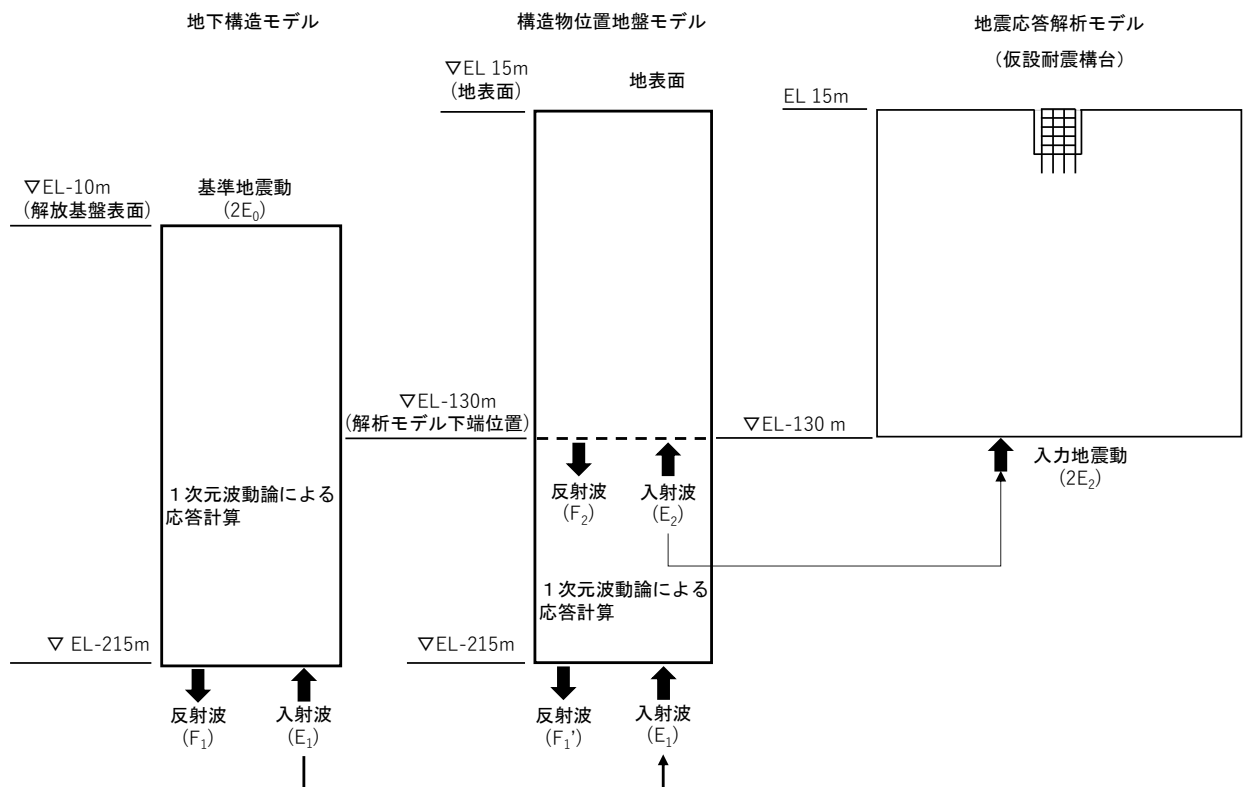 地下構造モデル
▽EL-10m
(解放基盤表面)
基準地震動
(2E₀)
1次元波動論による
応答計算
▽ EL-215m
反射波
(F₁)
入射波
(E₁)
構造物位置地盤モデル
▽EL 15m
(地表面)
地表面
▽EL-130m
(解析モデル下端位置)
反射波
(F₂)
入射波
(E₂)
1次元波動論による
応答計算
▽EL-215m
反射波
(F₁')
入射波
(E₁)
地震応答解析モデル
(仮設耐震構台)
EL 15m
▽EL-130 m
入力地震動
(2E₂)